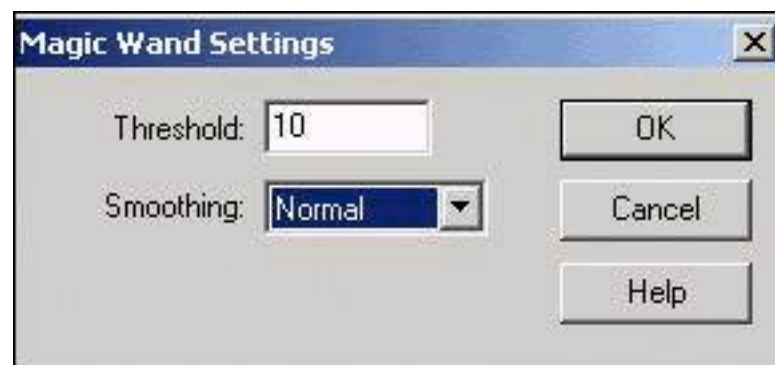 Magic Wand Settings
Threshold: 10 OK
Smoothing: Normal Cancel
Help